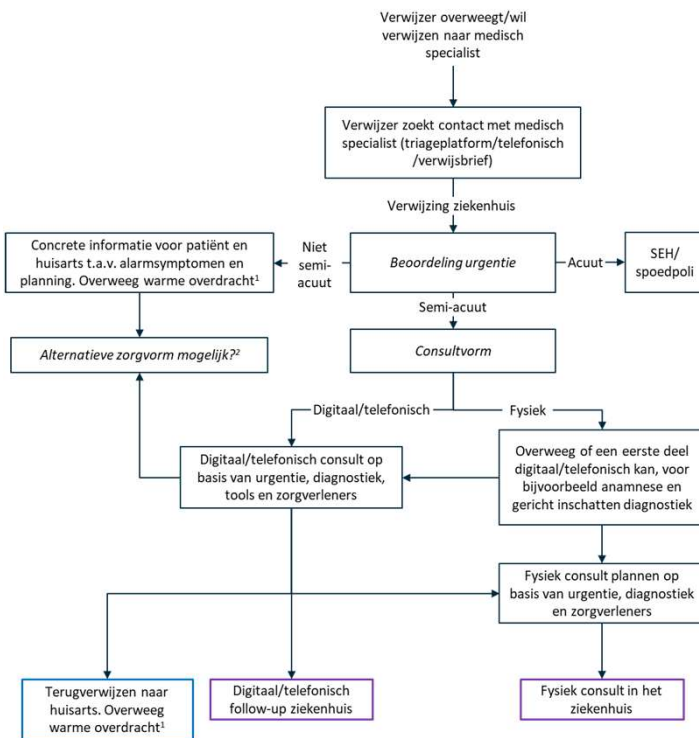 Verwijzer overweegt/wil
verwijzen naar medisch
specialist
Verwijzer zoekt contact met medisch
specialist (triageplatform/telefonisch
/verwijsbrief)
Verwijzing ziekenhuis
Concrete informatie voor patiënt en
huisarts t.a.v. alarmsymptomen en
planning. Overweeg warme overdracht¹
Niet
semi-
acuut
Beoordeling urgentie
Acuut
SEH/
spoedpoli
Semi-acuut
Alternatieve zorgvorm mogelijk?²
Consultvorm
Digitaal/telefonisch
Fysiek
Digitaal/telefonisch consult op
basis van urgentie, diagnostiek,
tools en zorgverleners
Overweeg of een eerste deel
digitaal/telefonisch kan, voor
bijvoorbeeld anamnese en
gericht inschatten diagnostiek
Fysiek consult plannen op
basis van urgentie, diagnostiek
en zorgverleners
Terugverwijzen naar
huisarts. Overweeg
warme overdracht¹
Digitaal/telefonisch
follow-up ziekenhuis
Fysiek consult in het
ziekenhuis